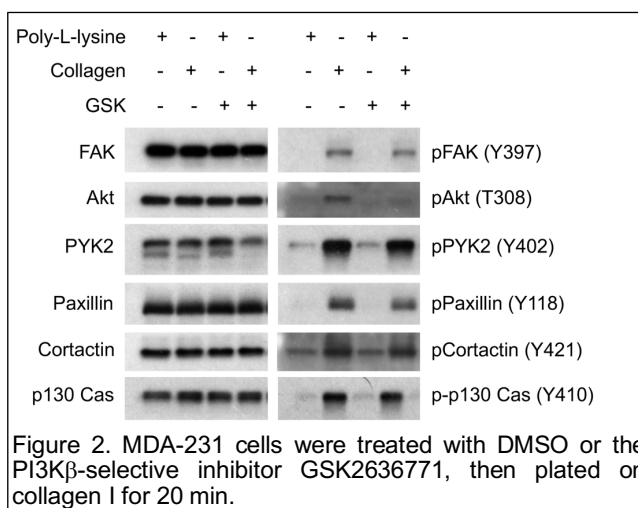 Poly-L-lysine + - + - + - + -
Collagen - + - + - + - +
GSK - - + + - - + +
FAK pFAK (Y397)
Akt pAkt (T308)
PYK2 pPYK2 (Y402)
Paxillin pPaxillin (Y118)
Cortactin pCortactin (Y421)
p130 Cas p-p130 Cas (Y410)
Figure 2. MDA-231 cells were treated with DMSO or the
PI3Kβ-selective inhibitor GSK2636771, then plated on
collagen I for 20 min.